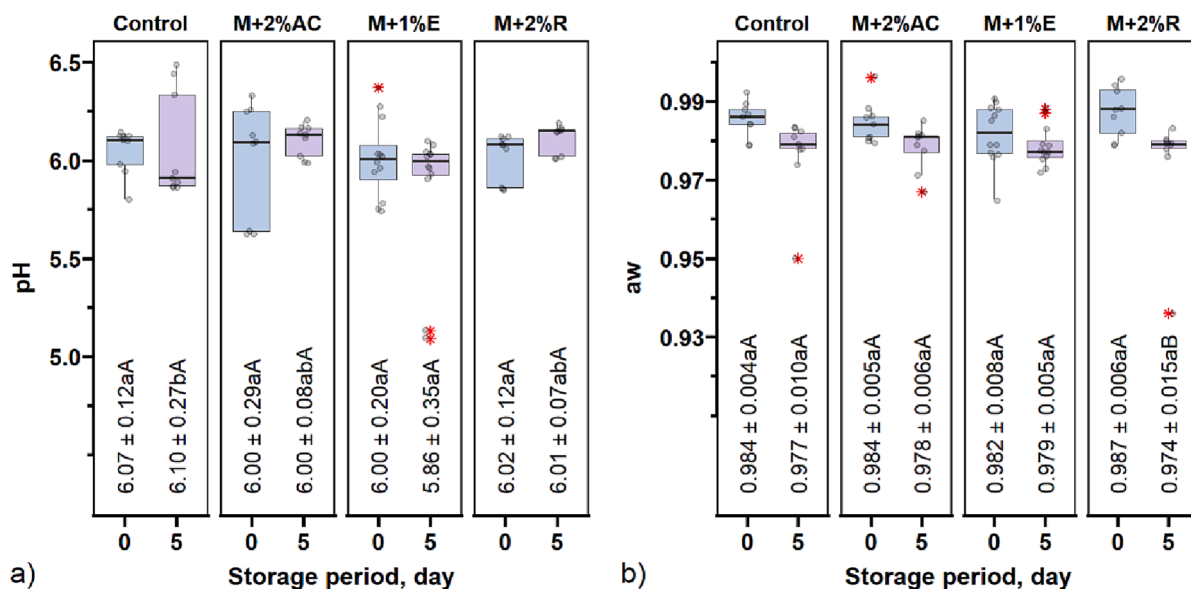 Control M+2%AC M+1%E M+2%R
6.5
6.0
5.5
5.0
pH
6.07 ± 0.12aA
6.10 ± 0.27bA
6.00 ± 0.29aA
6.00 ± 0.08abA
6.00 ± 0.20aA
5.86 ± 0.35aA
6.02 ± 0.12aA
6.01 ± 0.07abA
0 5 0 5 0 5 0 5
a) Storage period, day
Control M+2%AC M+1%E M+2%R
0.99
0.97
0.95
0.93
aw
0.984 ± 0.004aA
0.977 ± 0.010aA
0.984 ± 0.005aA
0.978 ± 0.006aA
0.982 ± 0.008aA
0.979 ± 0.005aA
0.987 ± 0.006aA
0.974 ± 0.015aB
0 5 0 5 0 5 0 5
b) Storage period, day